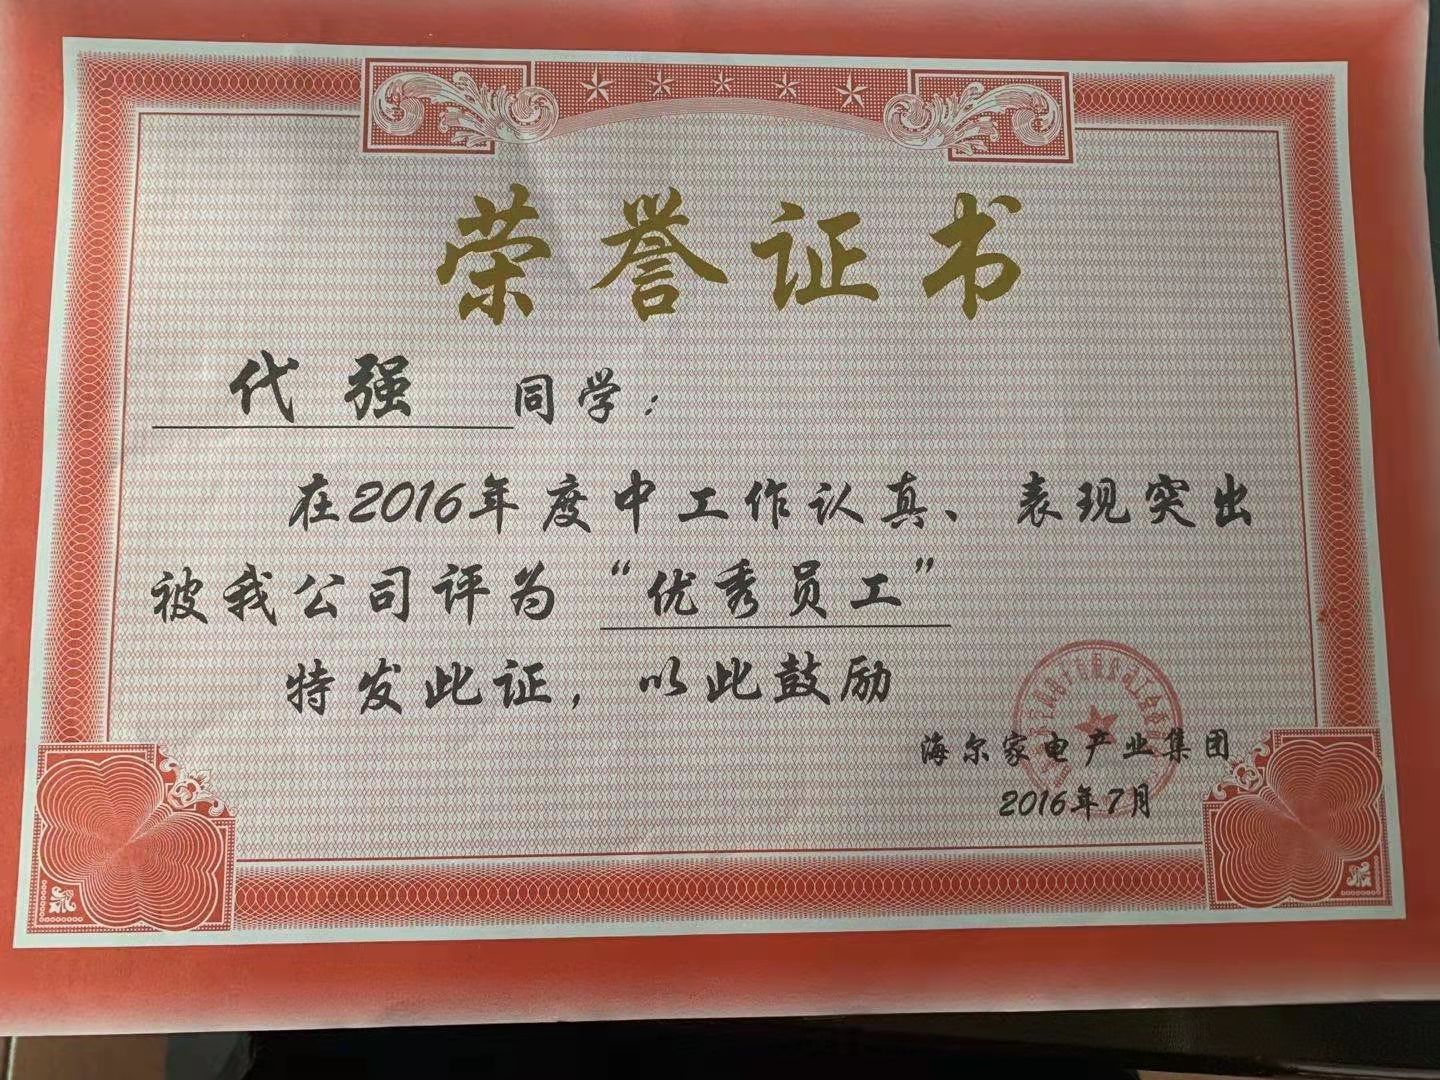 荣誉证书
代强 同学:
在2016年度中工作认真、表现突出
被我公司评为“优秀员工”
特发此证,以此鼓励
海尔家电产业集团
2016年7月